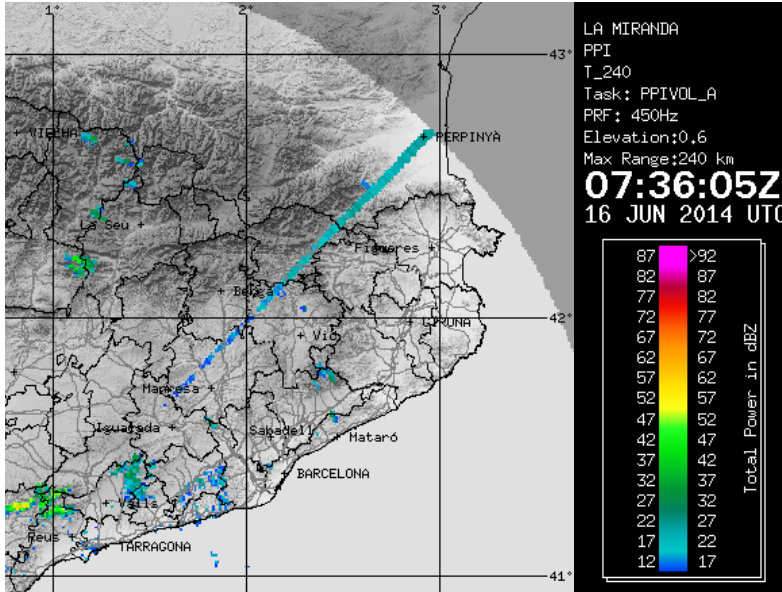 1°
2°
3°
43°
VIELHA
PERPINYÀ
La Seu
Figueres
Berga
42°
Vic
GIRUNA
Manresa
Igualada
Sabadell
Mataró
BARCELONA
Valls
Reus
TARRAGONA
41°
LA MIRANDA
PPI
T_240
Task: PPIVOL_A
PRF: 450Hz
Elevation:0.6
Max Range:240 km
07:36:05Z
16 JUN 2014 UTC
87 >92
82 87
77 82
72 77
67 72
62 67
57 62
52 57
47 52
42 47
37 42
32 37
27 32
22 27
17 22
12 17
Total Power in dBZ